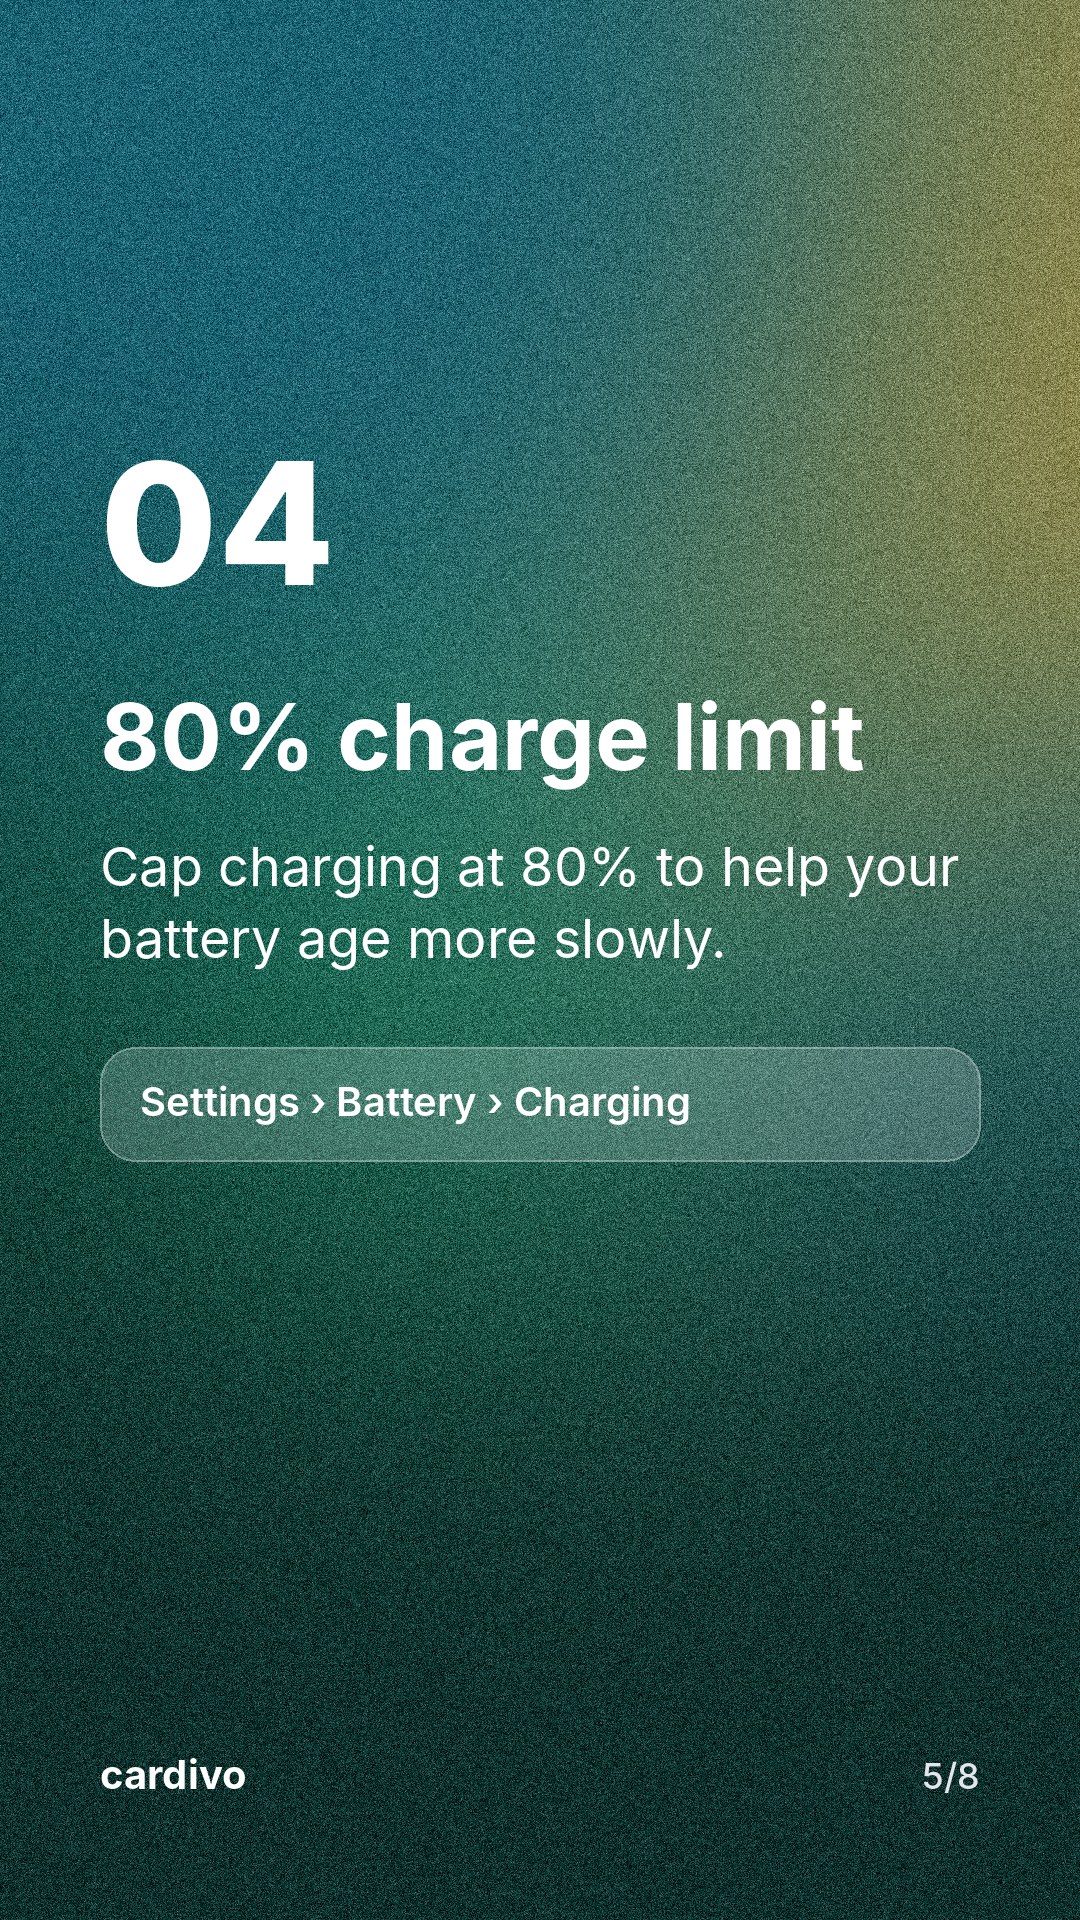 04
80% charge limit
Cap charging at 80% to help your
battery age more slowly.
Settings › Battery › Charging
cardivo
5/8